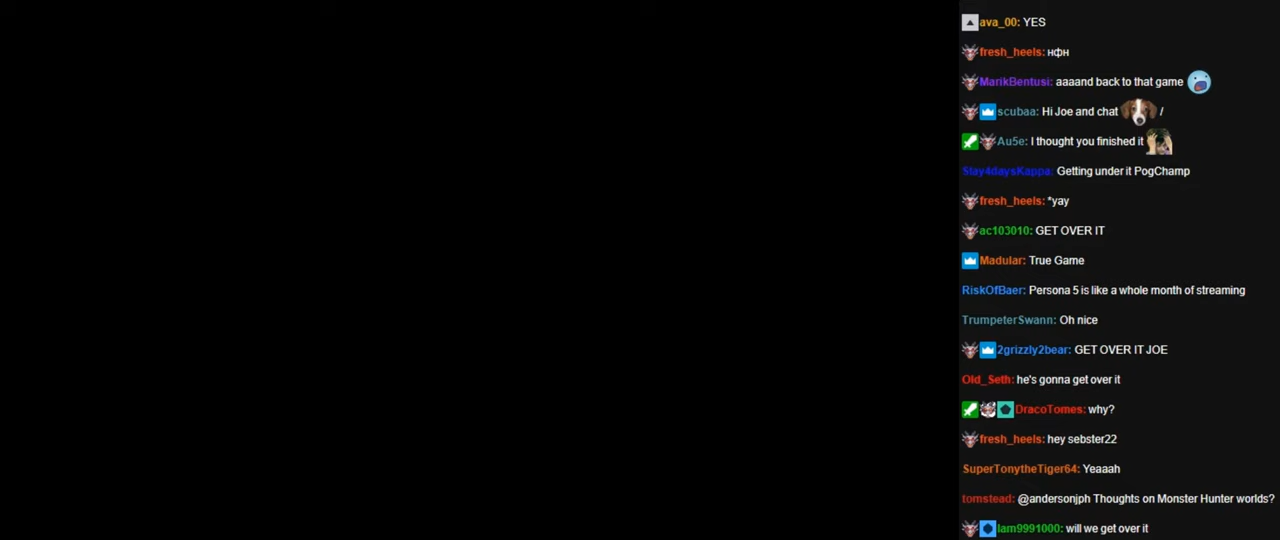 ava_00: YES
fresh_heels: нфн
MarikBentusi: aaaand back to that game
scubaa: Hi Joe and chat /
Au5e: I thought you finished it
Slay4daysKappa: Getting under it PogChamp
fresh_heels: *yay
ac103010: GET OVER IT
Madular: True Game
RiskOfBaer: Persona 5 is like a whole month of streaming
TrumpeterSwann: Oh nice
2grizzly2bear: GET OVER IT JOE
Old_Seth: he's gonna get over it
DracoTomes: why?
fresh_heels: hey sebster22
SuperTonytheTiger64: Yeaaah
tomstead: @andersonjph Thoughts on Monster Hunter worlds?
lam9991000: will we get over it